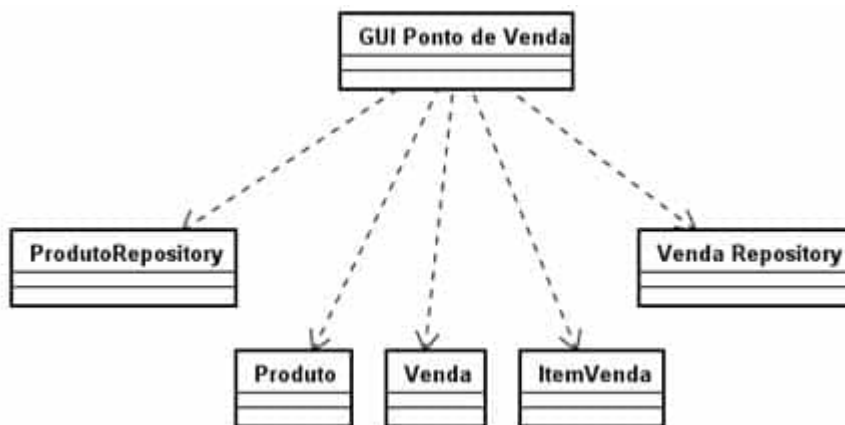 GUI Ponto de Venda
ProdutoRepository
Venda Repository
Produto
Venda
ItemVenda